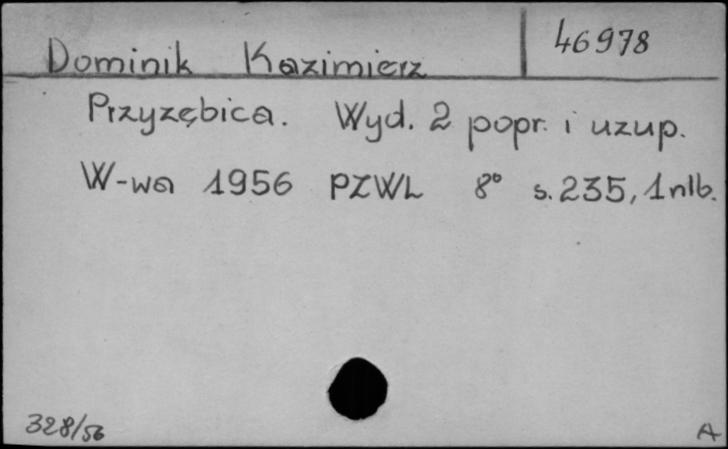 46978
Dominik Kazimierz
Przyzębica. Wyd. 2 popr. i uzup.
W-wa 1956 PZWL 8° s. 235, 1 nlb.
328/56
A